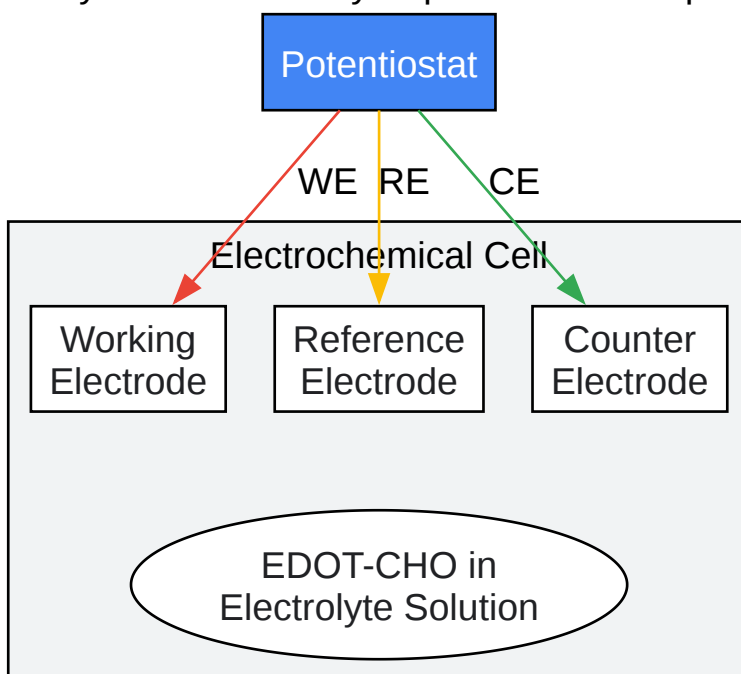 Potentiostat
WE RE CE
Electrochemical Cell
Working
Electrode
Reference
Electrode
Counter
Electrode
EDOT-CHO in
Electrolyte Solution